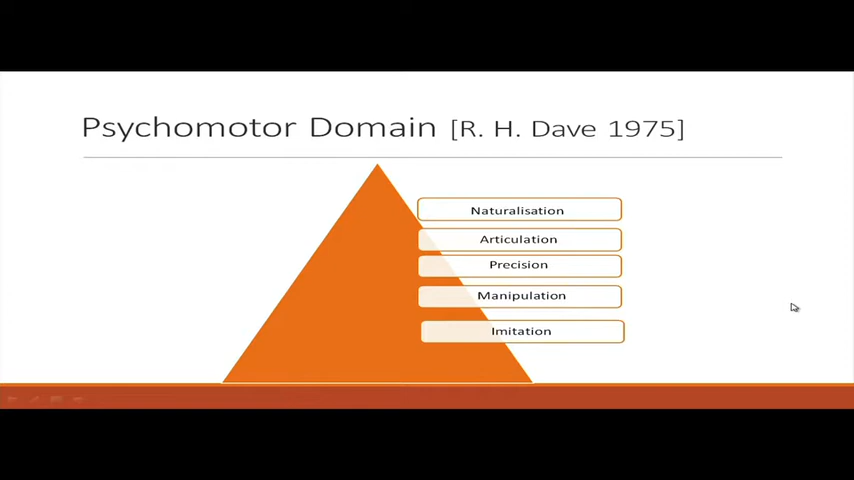 Psychomotor Domain [R. H. Dave 1975]
Naturalisation
Articulation
Precision
Manipulation
Imitation